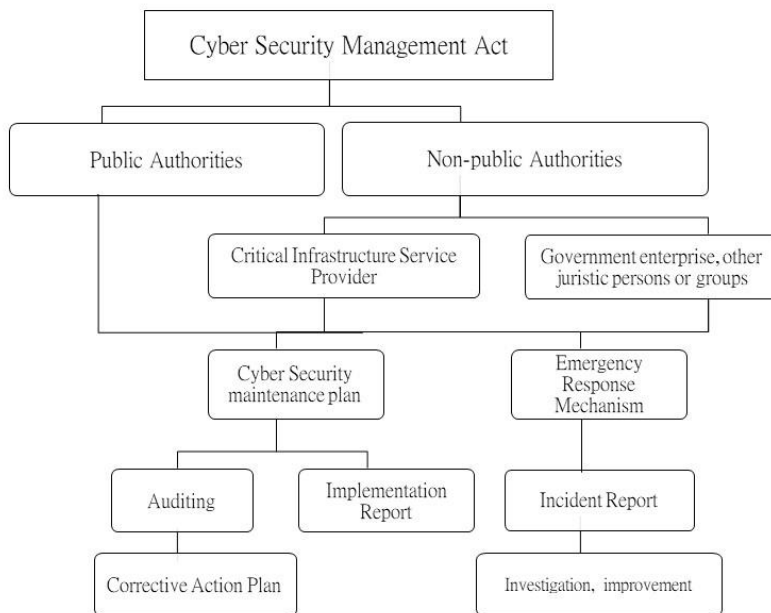 Cyber Security Management Act
Public Authorities
Non-public Authorities
Critical Infrastructure Service
Provider
Government enterprise, other
juristic persons or groups
Cyber Security
maintenance plan
Emergency
Response
Mechanism
Auditing
Implementation
Report
Incident Report
Corrective Action Plan
Investigation, improvement